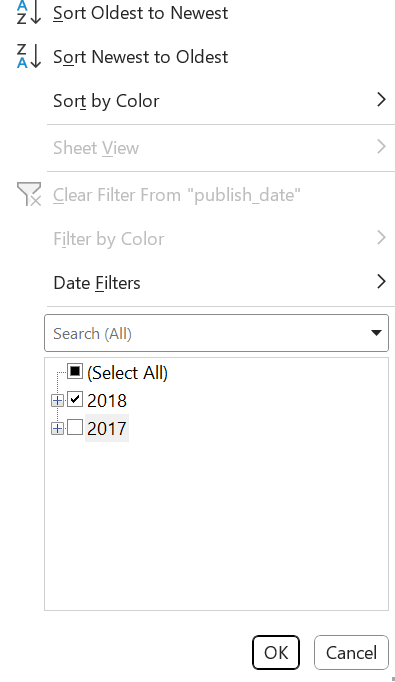 A
Z
Sort Oldest to Newest
Z
A
Sort Newest to Oldest
Sort by Color
Sheet View
Clear Filter From "publish_date"
Filter by Color
Date Filters
Search (All)
(Select All)
2018
2017
OK
Cancel